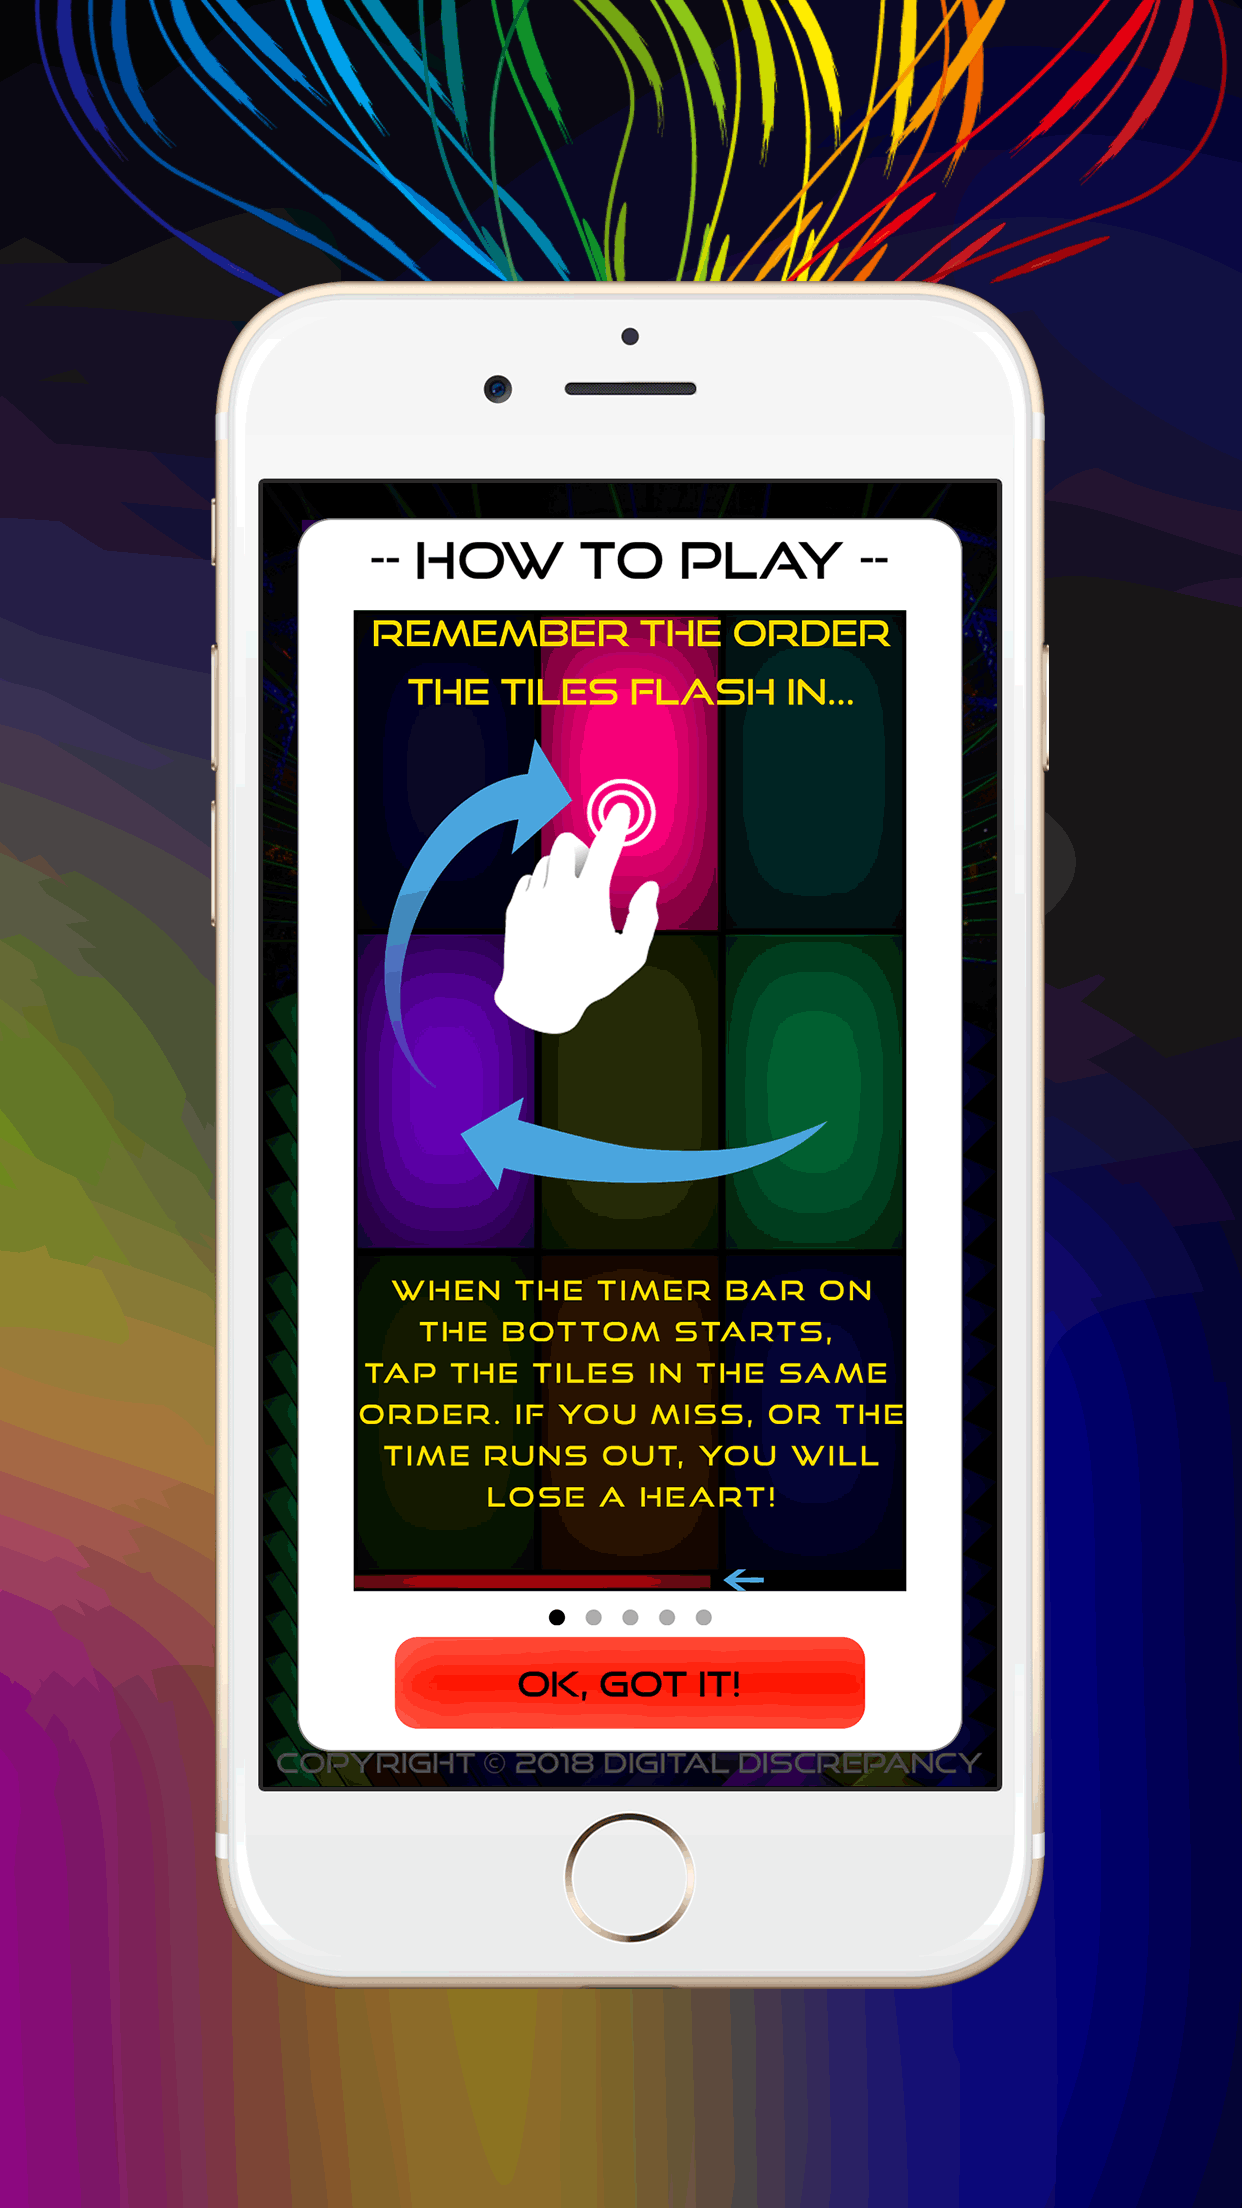 -- HOW TO PLAY --
REMEMBER THE ORDER
THE TILES FLASH IN...
WHEN THE TIMER BAR ON
THE BOTTOM STARTS,
TAP THE TILES IN THE SAME
ORDER. IF YOU MISS, OR THE
TIME RUNS OUT, YOU WILL
LOSE A HEART!
OK, GOT IT!
COPYRIGHT © 2018 DIGITAL DISCREPANCY